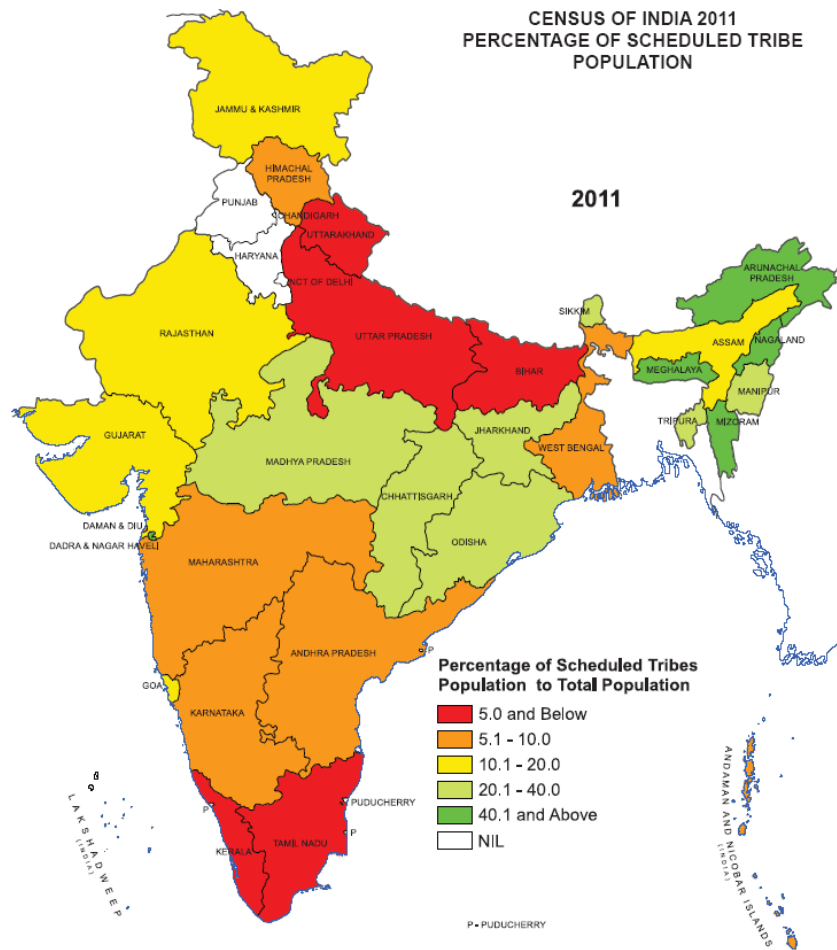 CENSUS OF INDIA 2011
PERCENTAGE OF SCHEDULED TRIBE
POPULATION
2011
JAMMU & KASHMIR
HIMACHAL
PRADESH
PUNJAB
CHANDIGARH
UTTARAKHAND
HARYANA
NCT OF DELHI
ARUNACHAL
PRADESH
SIKKIM
RAJASTHAN
UTTAR PRADESH
ASSAM
NAGALAND
BIHAR
MEGHALAYA
MANIPUR
TRIPURA
MIZORAM
GUJARAT
JHARKHAND
WEST BENGAL
MADHYA PRADESH
CHHATTISGARH
DAMAN & DIU
ODISHA
DADRA & NAGAR HAVELI
MAHARASHTRA
ANDHRA PRADESH
P
GOA
KARNATAKA
Percentage of Scheduled Tribes
Population to Total Population
5.0 and Below
5.1 - 10.0
10.1 - 20.0
20.1 - 40.0
40.1 and Above
NIL
PUDUCHERRY
P
P
KERALA
TAMIL NADU
LAKSHADWEEP
(INDIA)
ANDAMAN AND NICOBAR ISLANDS
(INDIA)
P - PUDUCHERRY